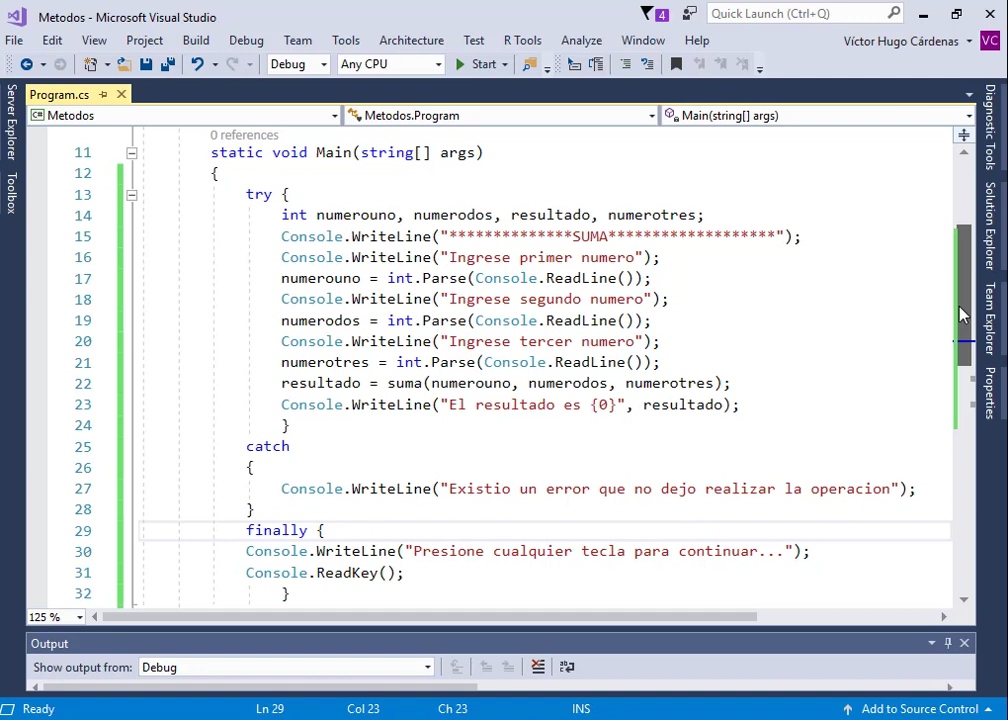 Metodos - Microsoft Visual Studio
4
Quick Launch (Ctrl+Q)
File Edit View Project Build Debug Team Tools Architecture Test R Tools Analyze Window Help
Víctor Hugo Cárdenas VC
Debug Any CPU Start
Program.cs
Server Explorer
Toolbox
Metodos Metodos.Program Main(string[] args)
0 references
11 static void Main(string[] args)
12 {
13 try {
14 int numerouno, numerodos, resultado, numerotres;
15 Console.WriteLine("**************SUMA*******************");
16 Console.WriteLine("Ingrese primer numero");
17 numerouno = int.Parse(Console.ReadLine());
18 Console.WriteLine("Ingrese segundo numero");
19 numerodos = int.Parse(Console.ReadLine());
20 Console.WriteLine("Ingrese tercer numero");
21 numerotres = int.Parse(Console.ReadLine());
22 resultado = suma(numerouno, numerodos, numerotres);
23 Console.WriteLine("El resultado es {0}", resultado);
24 }
25 catch
26 {
27 Console.WriteLine("Existio un error que no dejo realizar la operacion");
28 }
29 finally {
30 Console.WriteLine("Presione cualquier tecla para continuar...");
31 Console.ReadKey();
32 }
Diagnostic Tools
Solution Explorer
Team Explorer
Properties
125 %
Output
Show output from: Debug
Ready Ln 29 Col 23 Ch 23 INS Add to Source Control